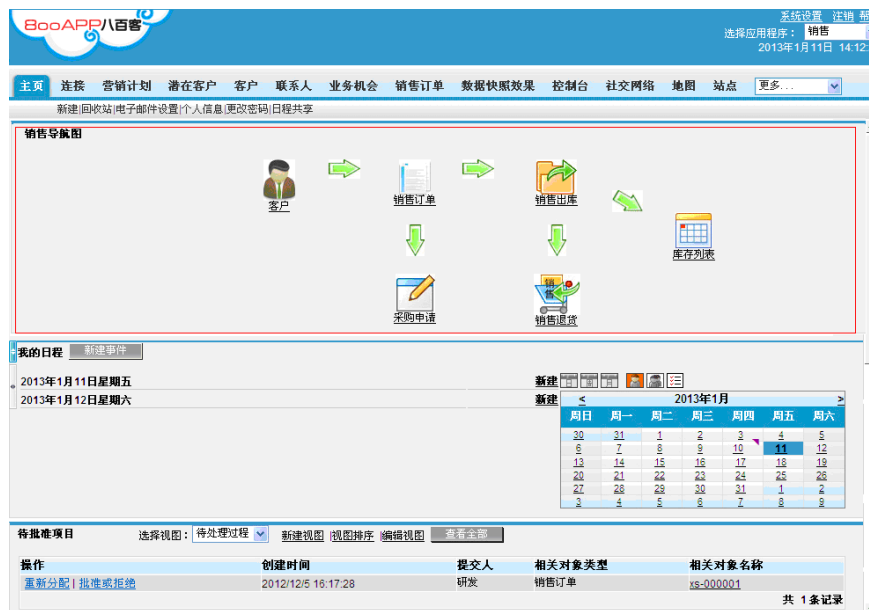 8ooAPP八百客
系统设置 注销 帮
选择应用程序： 销售
2013年1月11日 14:12:
主页 连接 营销计划 潜在客户 客户 联系人 业务机会 销售订单 数据快照效果 控制台 社交网络 地图 站点 更多...
新建|回收站|电子邮件设置|个人信息|更改密码|日程共享
销售导航图
客户 销售订单 销售出库
库存列表
采购申请 销售退货
我的日程 新建事件
2013年1月11日星期五 新建
2013年1月12日星期六 新建
< 2013年1月 >
周日 周一 周二 周三 周四 周五 周六
30 31 1 2 3 4 5
6 7 8 9 10 11 12
13 14 15 16 17 18 19
20 21 22 23 24 25 26
27 28 29 30 31 1 2
3 4 5 6 7 8 9
待批准项目 选择视图： 待处理过程 新建视图 |视图排序 |编辑视图 查看全部
操作 创建时间 提交人 相关对象类型 相关对象名称
重新分配 | 批准或拒绝 2012/12/5 16:17:28 研发 销售订单 xs-000001
共 1条记录